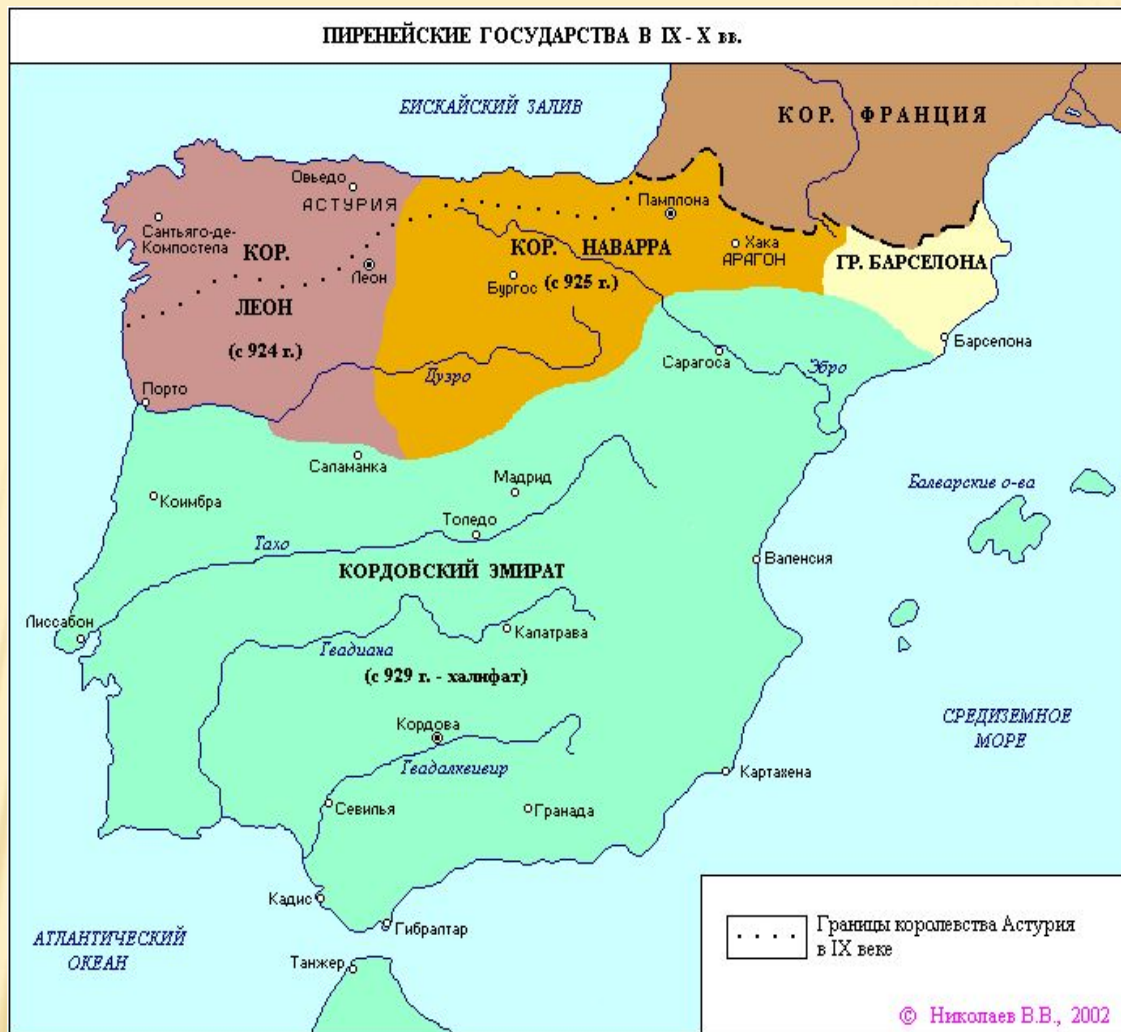 ПИРЕНЕЙСКИЕ ГОСУДАРСТВА В IX - X вв.
БИСКАЙСКИЙ ЗАЛИВ
КОР. ФРАНЦИЯ
Овьедо
АСТУРИЯ
Памплона
Сантьяго-де-
Компостела
КОР.
ЛЕОН
(с 924 г.)
Леон
КОР. НАВАРРА
(с 925 г.)
Бургос
Хака
АРАГОН
ГР. БАРСЕЛОНА
Барселона
Сарагоса
Эбро
Дуэро
Порто
Саламанка
Коимбра
Мадрид
Толедо
Тахо
Балеарские о-ва
Валенсия
КОРДОВСКИЙ ЭМИРАТ
Лиссабон
Гвадиана
Калатрава
(с 929 г. - халифат)
Кордова
Гвадалквивир
СРЕДИЗЕМНОЕ
МОРЕ
Картахена
Севилья
Гранада
Кадис
Гибралтар
АТЛАНТИЧЕСКИЙ
ОКЕАН
Танжер
Границы королевства Астурия
в IX веке
© Николаев В.В., 2002